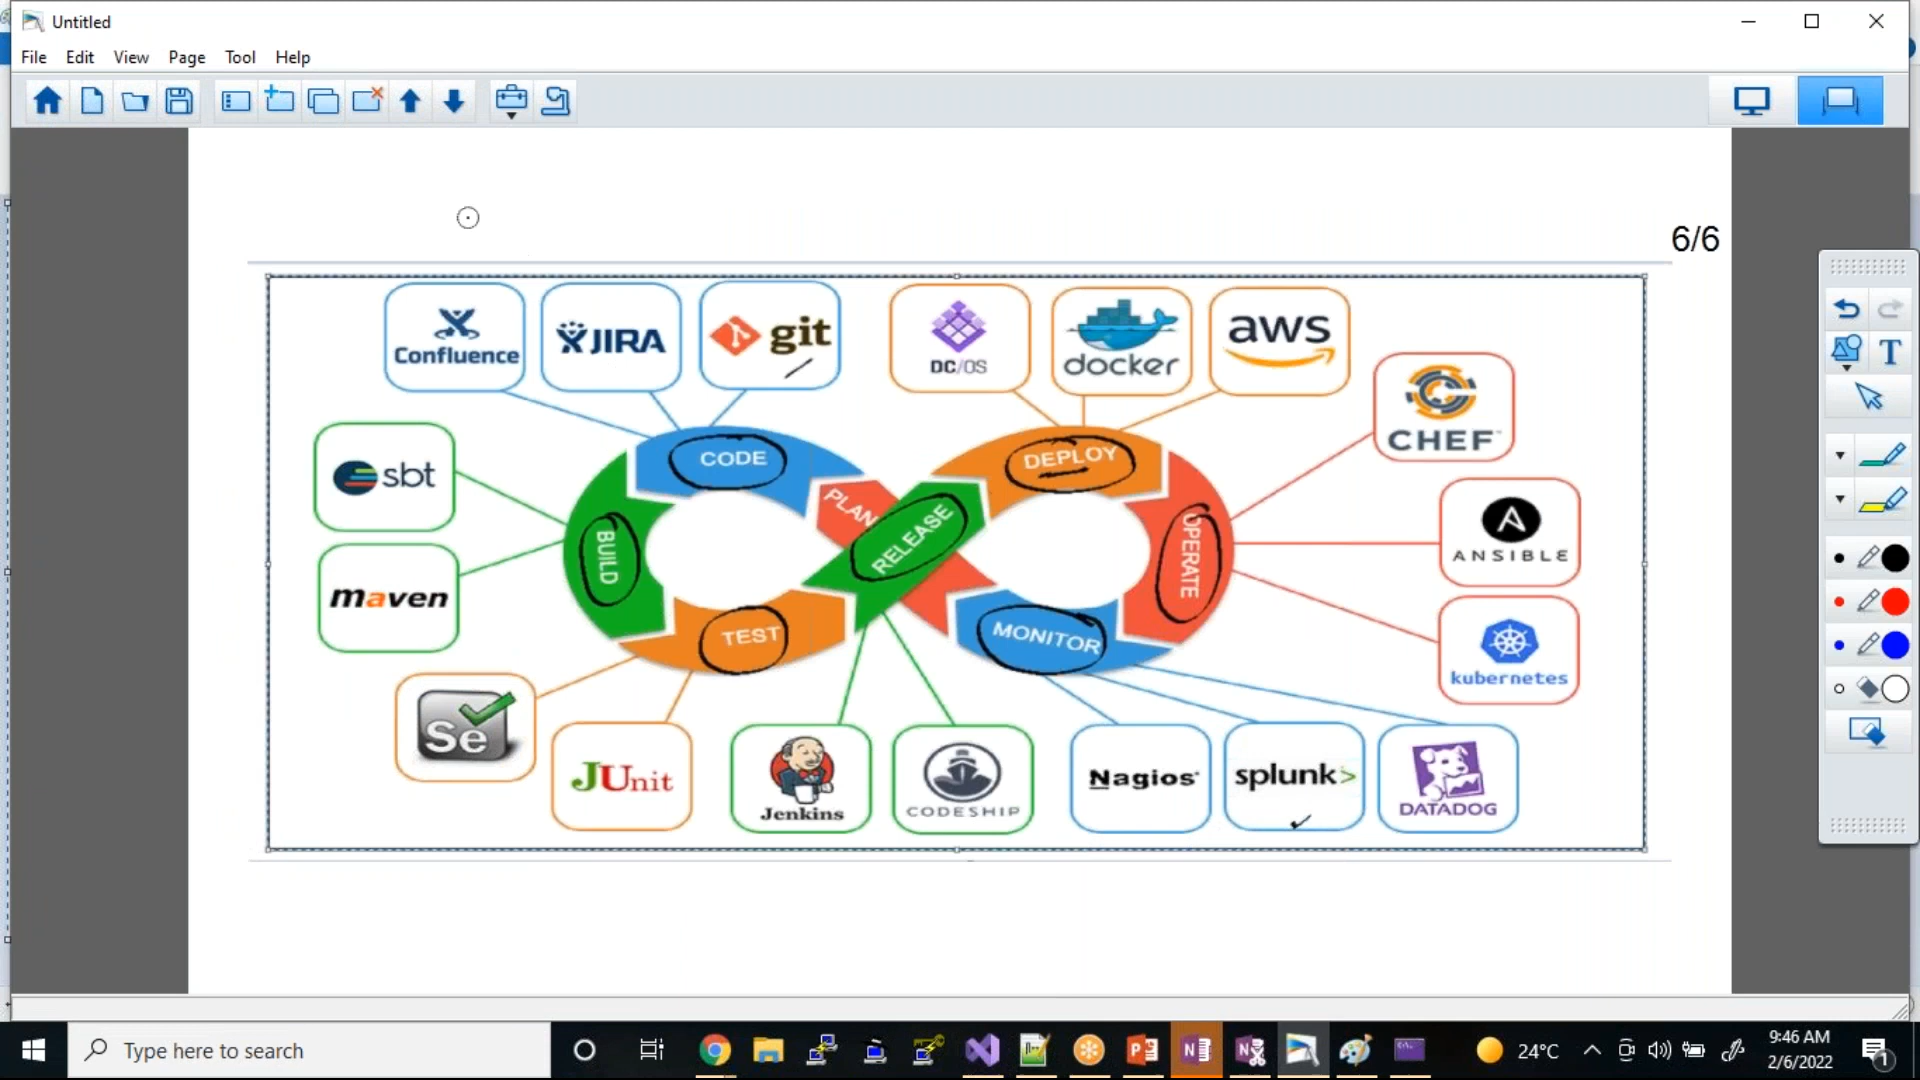 Untitled
File Edit View Page Tool Help
6/6
Confluence
JIRA
git
DC/OS
docker
aws
CHEF
sbt
CODE
DEPLOY
PLAN
RELEASE
BUILD
OPERATE
ANSIBLE
maven
TEST
MONITOR
kubernetes
Se
JUnit
Jenkins
CODESHIP
Nagios
splunk>
DATADOG
T
Type here to search
24°C
9:46 AM
2/6/2022
1